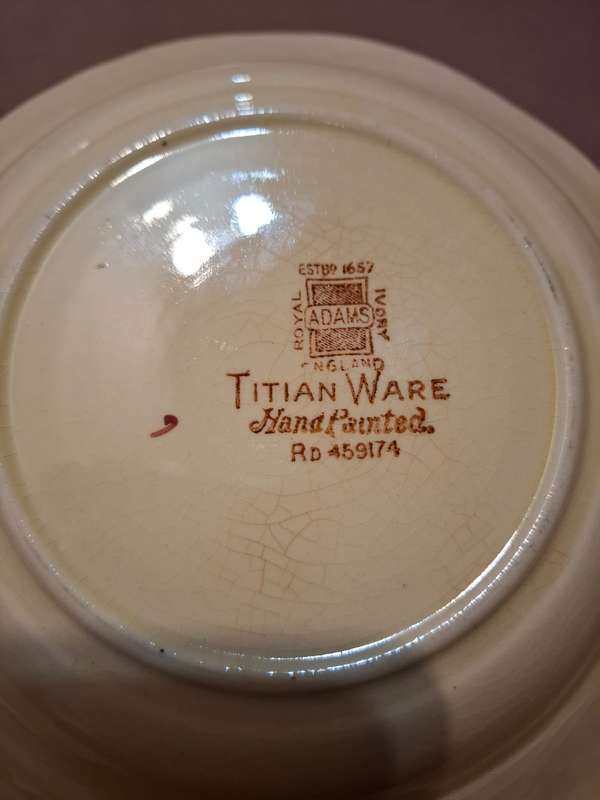 ESTBD 1657
ROYAL
ADAMS
IVORY
ENGLAND
TITIAN WARE
Hand Painted.
RD 459174